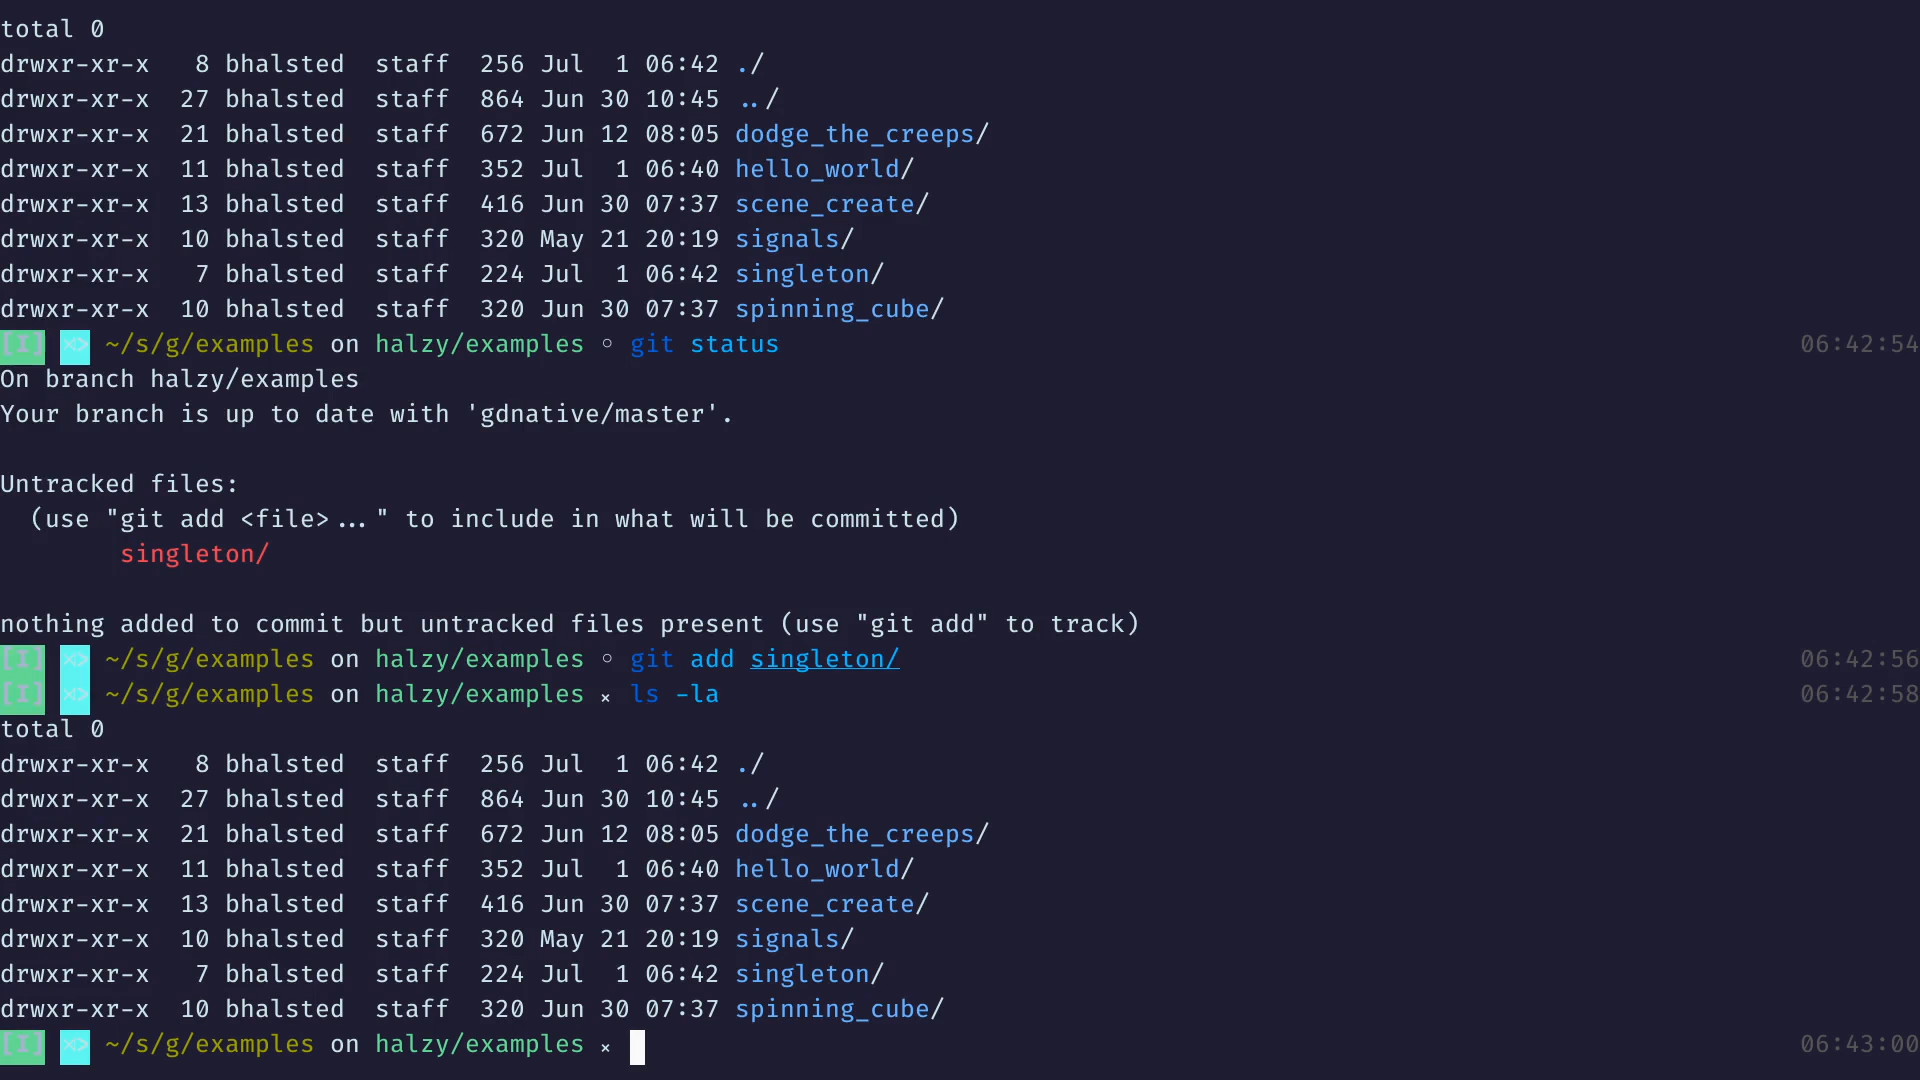 total 0
drwxr-xr-x   8 bhalsted  staff  256 Jul  1 06:42 ./
drwxr-xr-x  27 bhalsted  staff  864 Jun 30 10:45 ../
drwxr-xr-x  21 bhalsted  staff  672 Jun 12 08:05 dodge_the_creeps/
drwxr-xr-x  11 bhalsted  staff  352 Jul  1 06:40 hello_world/
drwxr-xr-x  13 bhalsted  staff  416 Jun 30 07:37 scene_create/
drwxr-xr-x  10 bhalsted  staff  320 May 21 20:19 signals/
drwxr-xr-x   7 bhalsted  staff  224 Jul  1 06:42 singleton/
drwxr-xr-x  10 bhalsted  staff  320 Jun 30 07:37 spinning_cube/
[I] ⋊> ~/s/g/examples on halzy/examples ◦ git status 06:42:54
On branch halzy/examples
Your branch is up to date with 'gdnative/master'.
Untracked files:
  (use "git add <file>..." to include in what will be committed)
        singleton/
nothing added to commit but untracked files present (use "git add" to track)
[I] ⋊> ~/s/g/examples on halzy/examples ◦ git add singleton/ 06:42:56
[I] ⋊> ~/s/g/examples on halzy/examples × ls -la 06:42:58
total 0
drwxr-xr-x   8 bhalsted  staff  256 Jul  1 06:42 ./
drwxr-xr-x  27 bhalsted  staff  864 Jun 30 10:45 ../
drwxr-xr-x  21 bhalsted  staff  672 Jun 12 08:05 dodge_the_creeps/
drwxr-xr-x  11 bhalsted  staff  352 Jul  1 06:40 hello_world/
drwxr-xr-x  13 bhalsted  staff  416 Jun 30 07:37 scene_create/
drwxr-xr-x  10 bhalsted  staff  320 May 21 20:19 signals/
drwxr-xr-x   7 bhalsted  staff  224 Jul  1 06:42 singleton/
drwxr-xr-x  10 bhalsted  staff  320 Jun 30 07:37 spinning_cube/
[I] ⋊> ~/s/g/examples on halzy/examples × 06:43:00